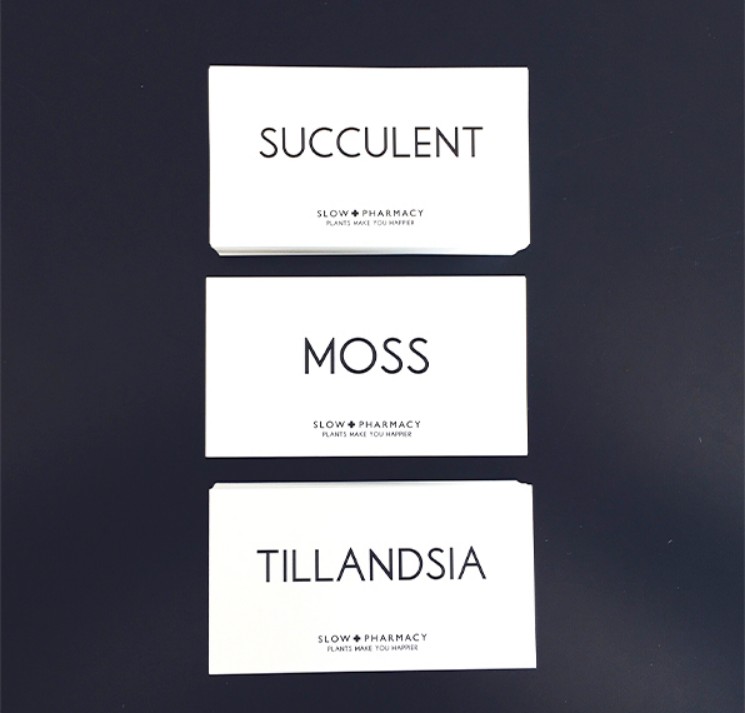 SUCCULENT
SLOW✚PHARMACY
PLANTS MAKE YOU HAPPIER
MOSS
SLOW✚PHARMACY
PLANTS MAKE YOU HAPPIER
TILLANDSIA
SLOW✚PHARMACY
PLANTS MAKE YOU HAPPIER